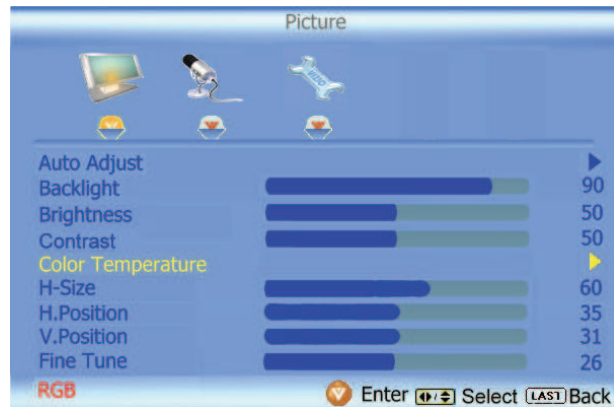 Picture
Auto Adjust
Backlight 90
Brightness 50
Contrast 50
Color Temperature
H-Size 60
H.Position 35
V.Position 31
Fine Tune 26
RGB Enter Select LAST Back